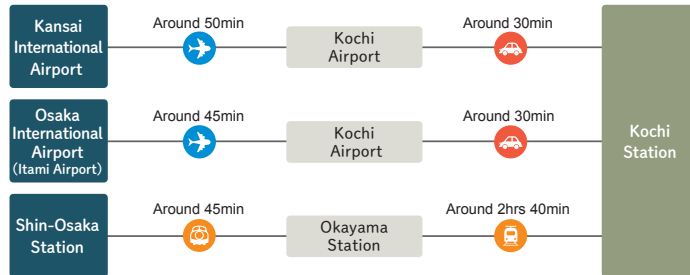 Kansai
International
Airport
Around 50min
Kochi
Airport
Around 30min
Osaka
International
Airport
(Itami Airport)
Around 45min
Kochi
Airport
Around 30min
Shin-Osaka
Station
Around 45min
Okayama
Station
Around 2hrs 40min
Kochi
Station